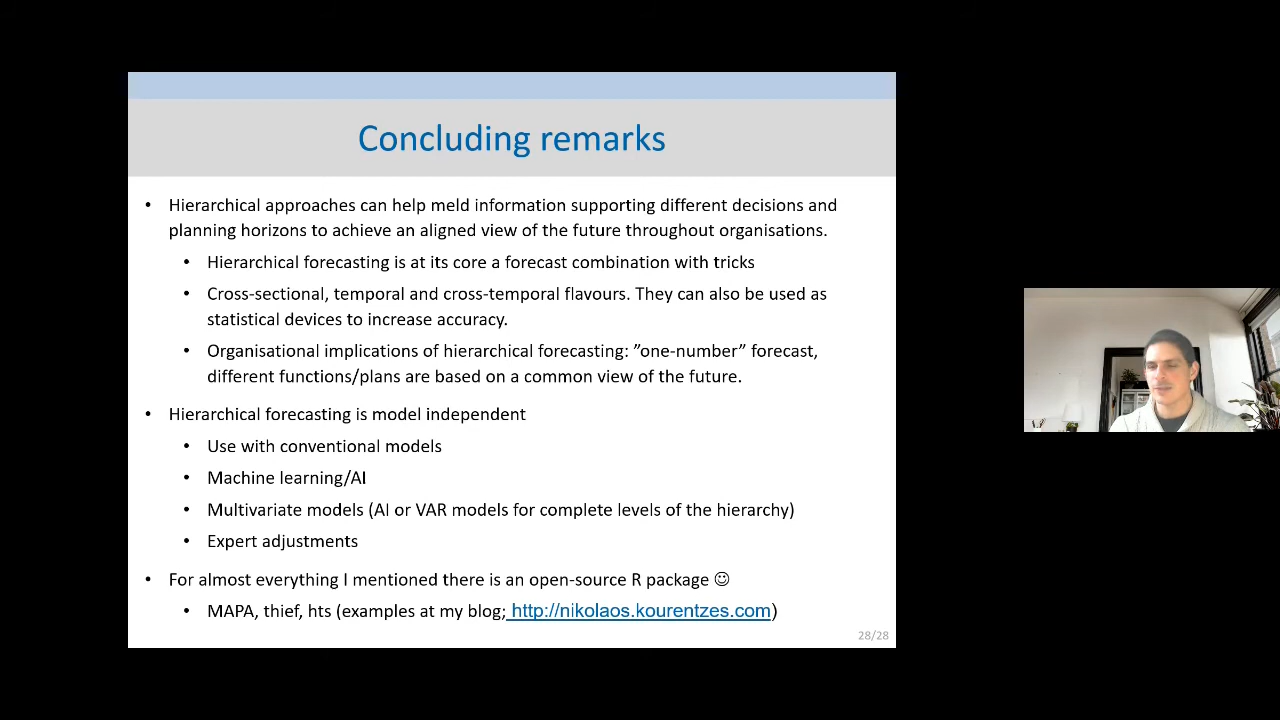 Concluding remarks
• Hierarchical approaches can help meld information supporting different decisions and
planning horizons to achieve an aligned view of the future throughout organisations.
• Hierarchical forecasting is at its core a forecast combination with tricks
• Cross-sectional, temporal and cross-temporal flavours. They can also be used as
statistical devices to increase accuracy.
• Organisational implications of hierarchical forecasting: ”one-number” forecast,
different functions/plans are based on a common view of the future.
• Hierarchical forecasting is model independent
• Use with conventional models
• Machine learning/AI
• Multivariate models (AI or VAR models for complete levels of the hierarchy)
• Expert adjustments
• For almost everything I mentioned there is an open-source R package ☺
• MAPA, thief, hts (examples at my blog; http://nikolaos.kourentzes.com)
28/28